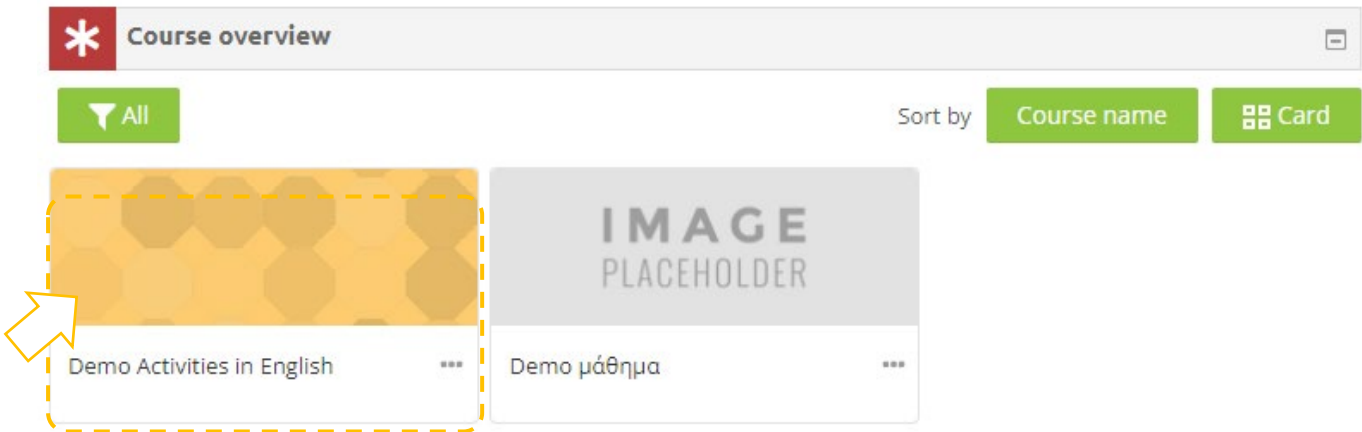 Course overview
All
Sort by Course name Card
IMAGE
PLACEHOLDER
Demo Activities in English
Demo μάθημα